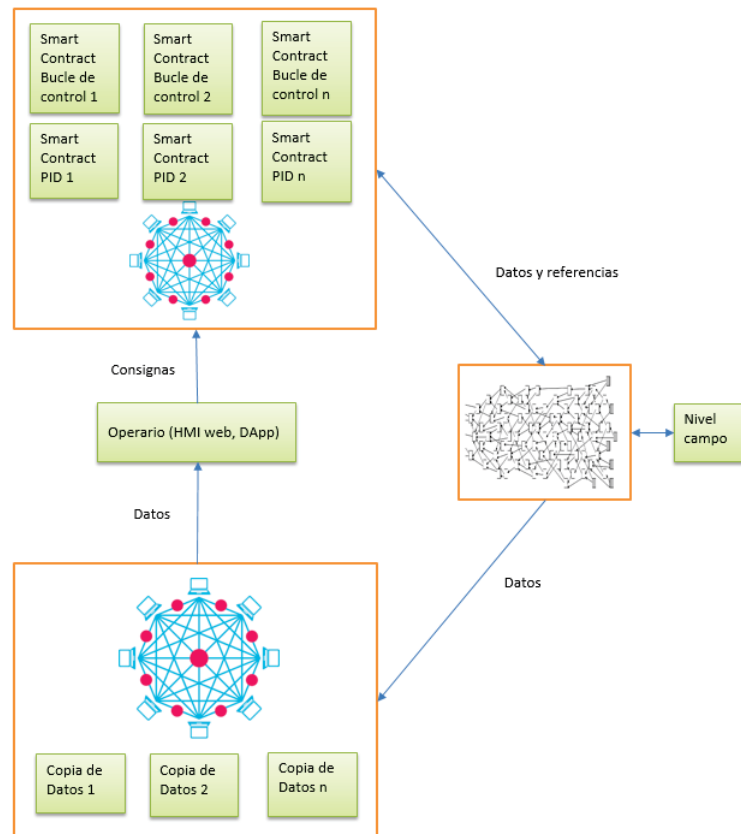 Smart
Contract
Bucle de
control 1
Smart
Contract
Bucle de
control 2
Smart
Contract
Bucle de
control n
Smart
Contract
PID 1
Smart
Contract
PID 2
Smart
Contract
PID n
Datos y referencias
Consignas
Operario (HMI web, DApp)
Nivel
campo
Datos
Datos
Copia de
Datos 1
Copia de
Datos 2
Copia de
Datos n